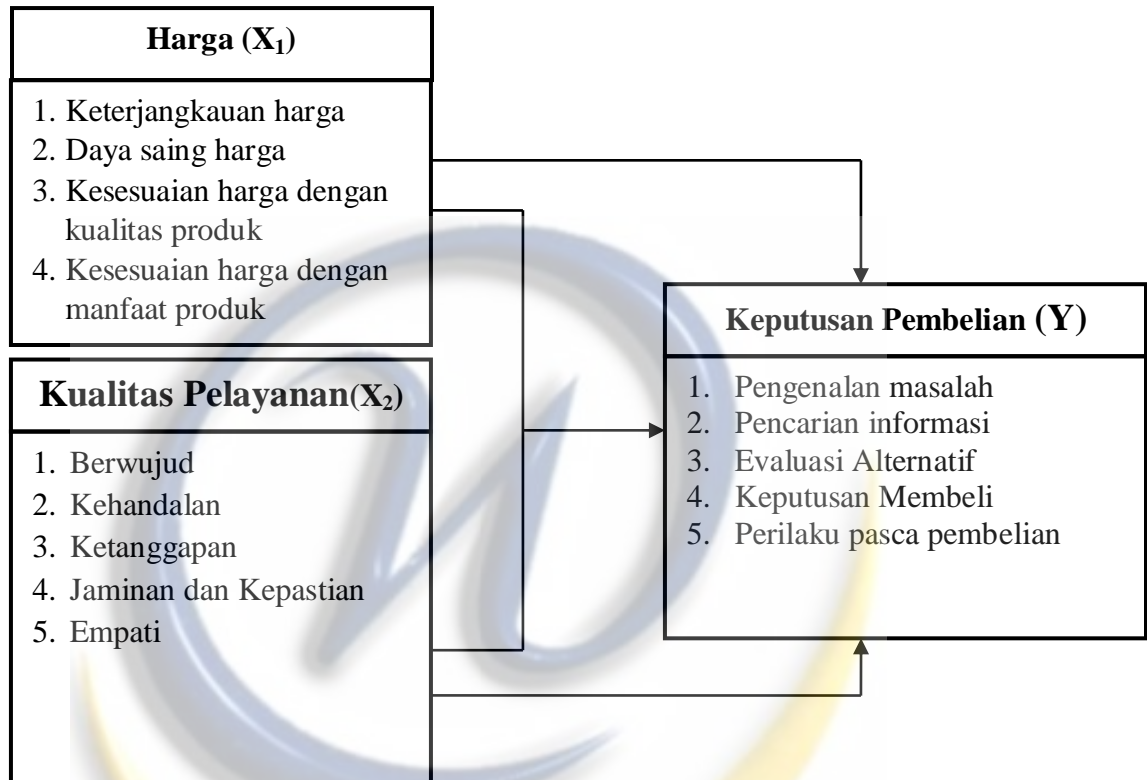 Harga (X₁)
1. Keterjangkauan harga
2. Daya saing harga
3. Kesesuaian harga dengan
kualitas produk
4. Kesesuaian harga dengan
manfaat produk
Kualitas Pelayanan(X₂)
1. Berwujud
2. Kehandalan
3. Ketanggapan
4. Jaminan dan Kepastian
5. Empati
Keputusan Pembelian (Y)
1. Pengenalan masalah
2. Pencarian informasi
3. Evaluasi Alternatif
4. Keputusan Membeli
5. Perilaku pasca pembelian